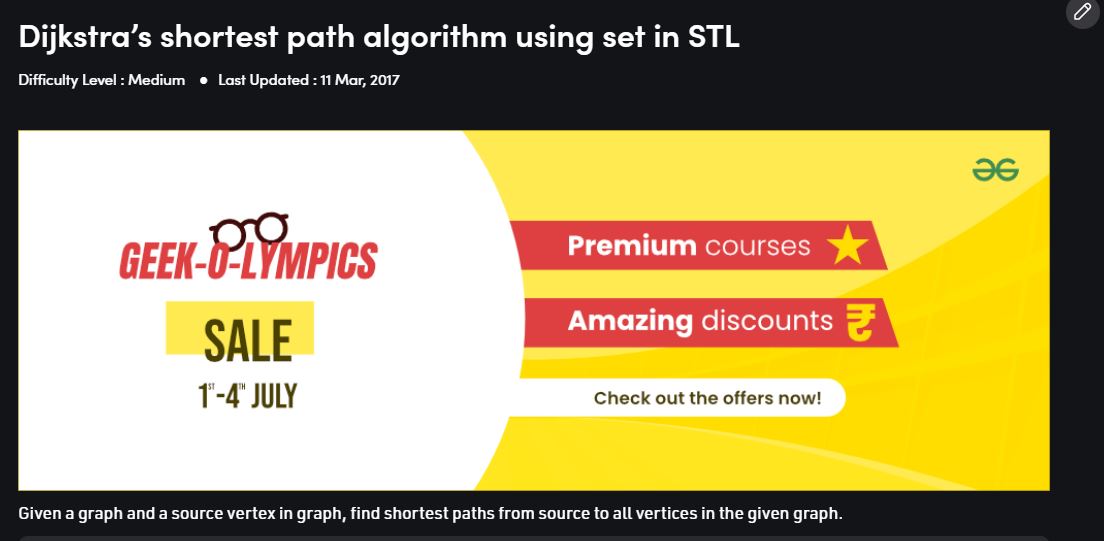 Dijkstra's shortest path algorithm using set in STL
Difficulty Level : Medium ● Last Updated : 11 Mar, 2017
GEEK-O-LYMPICS
SALE
1ST-4TH JULY
Premium courses
Amazing discounts ₹
Check out the offers now!
Given a graph and a source vertex in graph, find shortest paths from source to all vertices in the given graph.